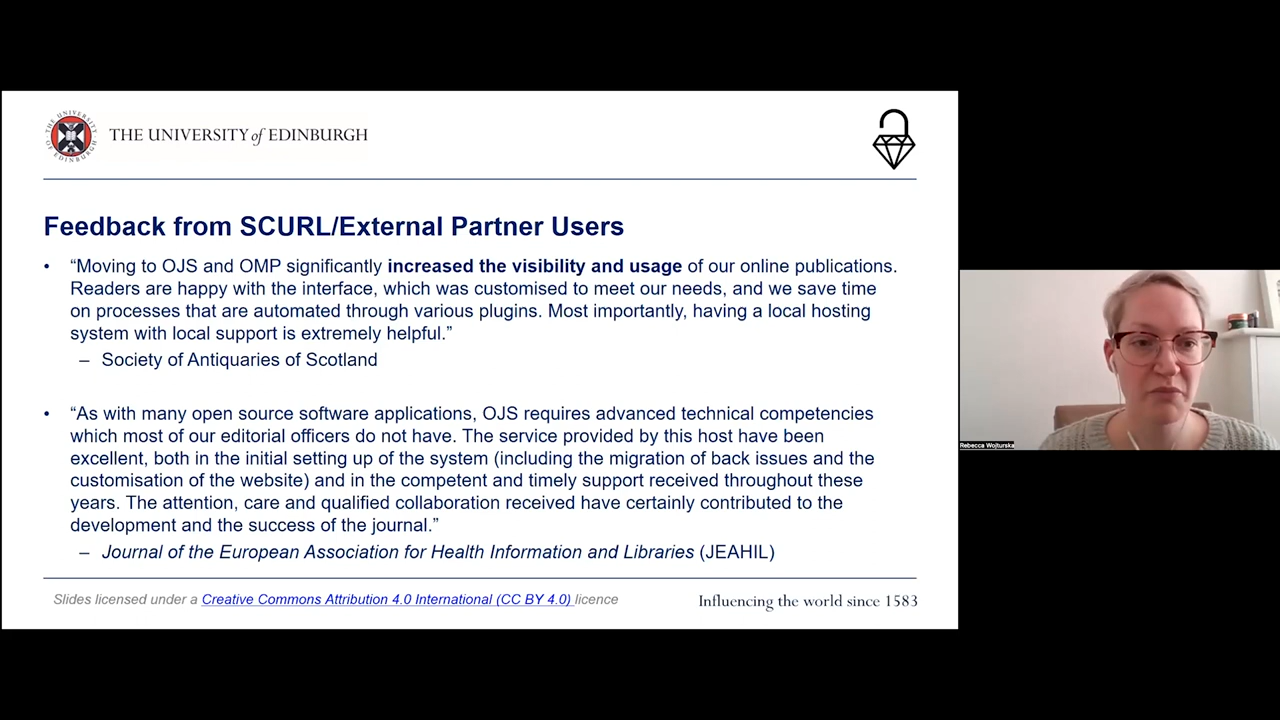 THE UNIVERSITY of EDINBURGH
Feedback from SCURL/External Partner Users
• “Moving to OJS and OMP significantly increased the visibility and usage of our online publications.
Readers are happy with the interface, which was customised to meet our needs, and we save time
on processes that are automated through various plugins. Most importantly, having a local hosting
system with local support is extremely helpful.”
– Society of Antiquaries of Scotland
• “As with many open source software applications, OJS requires advanced technical competencies
which most of our editorial officers do not have. The service provided by this host have been
excellent, both in the initial setting up of the system (including the migration of back issues and the
customisation of the website) and in the competent and timely support received throughout these
years. The attention, care and qualified collaboration received have certainly contributed to the
development and the success of the journal.”
– Journal of the European Association for Health Information and Libraries (JEAHIL)
Slides licensed under a Creative Commons Attribution 4.0 International (CC BY 4.0) licence
Influencing the world since 1583
Rebecca Wojturska